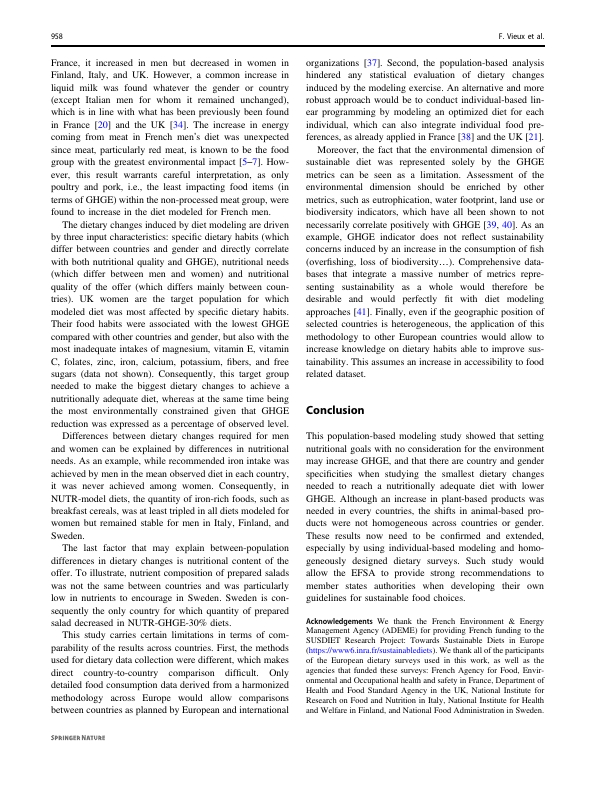 958
F. Vieux et al.
France, it increased in men but decreased in women in
Finland, Italy, and UK. However, a common increase in
liquid milk was found whatever the gender or country
(except Italian men for whom it remained unchanged),
which is in line with what has been previously been found
in France [20] and the UK [34]. The increase in energy
coming from meat in French men's diet was unexpected
since meat, particularly red meat, is known to be the food
group with the greatest environmental impact [5–7]. How-
ever, this result warrants careful interpretation, as only
poultry and pork, i.e., the least impacting food items (in
terms of GHGE) within the non-processed meat group, were
found to increase in the diet modeled for French men.
The dietary changes induced by diet modeling are driven
by three input characteristics: specific dietary habits (which
differ between countries and gender and directly correlate
with both nutritional quality and GHGE), nutritional needs
(which differ between men and women) and nutritional
quality of the offer (which differs mainly between coun-
tries). UK women are the target population for which
modeled diet was most affected by specific dietary habits.
Their food habits were associated with the lowest GHGE
compared with other countries and gender, but also with the
most inadequate intakes of magnesium, vitamin E, vitamin
C, folates, zinc, iron, calcium, potassium, fibers, and free
sugars (data not shown). Consequently, this target group
needed to make the biggest dietary changes to achieve a
nutritionally adequate diet, whereas at the same time being
the most environmentally constrained given that GHGE
reduction was expressed as a percentage of observed level.
Differences between dietary changes required for men
and women can be explained by differences in nutritional
needs. As an example, while recommended iron intake was
achieved by men in the mean observed diet in each country,
it was never achieved among women. Consequently, in
NUTR-model diets, the quantity of iron-rich foods, such as
breakfast cereals, was at least tripled in all diets modeled for
women but remained stable for men in Italy, Finland, and
Sweden.
The last factor that may explain between-population
differences in dietary changes is nutritional content of the
offer. To illustrate, nutrient composition of prepared salads
was not the same between countries and was particularly
low in nutrients to encourage in Sweden. Sweden is con-
sequently the only country for which quantity of prepared
salad decreased in NUTR-GHGE-30% diets.
This study carries certain limitations in terms of com-
parability of the results across countries. First, the methods
used for dietary data collection were different, which makes
direct country-to-country comparison difficult. Only
detailed food consumption data derived from a harmonized
methodology across Europe would allow comparisons
between countries as planned by European and international
organizations [37]. Second, the population-based analysis
hindered any statistical evaluation of dietary changes
induced by the modeling exercise. An alternative and more
robust approach would be to conduct individual-based lin-
ear programming by modeling an optimized diet for each
individual, which can also integrate individual food pre-
ferences, as already applied in France [38] and the UK [21].
Moreover, the fact that the environmental dimension of
sustainable diet was represented solely by the GHGE
metrics can be seen as a limitation. Assessment of the
environmental dimension should be enriched by other
metrics, such as eutrophication, water footprint, land use or
biodiversity indicators, which have all been shown to not
necessarily correlate positively with GHGE [39, 40]. As an
example, GHGE indicator does not reflect sustainability
concerns induced by an increase in the consumption of fish
(overfishing, loss of biodiversity…). Comprehensive data-
bases that integrate a massive number of metrics repre-
senting sustainability as a whole would therefore be
desirable and would perfectly fit with diet modeling
approaches [41]. Finally, even if the geographic position of
selected countries is heterogeneous, the application of this
methodology to other European countries would allow to
increase knowledge on dietary habits able to improve sus-
tainability. This assumes an increase in accessibility to food
related dataset.
Conclusion
This population-based modeling study showed that setting
nutritional goals with no consideration for the environment
may increase GHGE, and that there are country and gender
specificities when studying the smallest dietary changes
needed to reach a nutritionally adequate diet with lower
GHGE. Although an increase in plant-based products was
needed in every countries, the shifts in animal-based pro-
ducts were not homogeneous across countries or gender.
These results now need to be confirmed and extended,
especially by using individual-based modeling and homo-
geneously designed dietary surveys. Such study would
allow the EFSA to provide strong recommendations to
member states authorities when developing their own
guidelines for sustainable food choices.
Acknowledgements We thank the French Environment & Energy
Management Agency (ADEME) for providing French funding to the
SUSDIET Research Project: Towards Sustainable Diets in Europe
(https://www6.inra.fr/sustainablediets). We thank all of the participants
of the European dietary surveys used in this work, as well as the
agencies that funded these surveys: French Agency for Food, Envir-
onmental and Occupational health and safety in France, Department of
Health and Food Standard Agency in the UK, National Institute for
Research on Food and Nutrition in Italy, National Institute for Health
and Welfare in Finland, and National Food Administration in Sweden.
SPRINGER NATURE